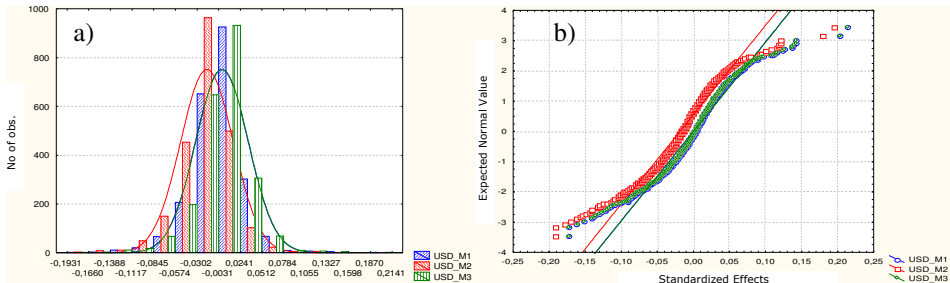 a)
No of obs.
1000
800
600
400
200
0
-0,1931 -0,1388 -0,0845 -0,0302 0,0241 0,0784 0,1327 0,1870
-0,1660 -0,1117 -0,0574 -0,0031 0,0512 0,1055 0,1598 0,2141
USD_M1
USD_M2
USD_M3
b)
Expected Normal Value
4
3
2
1
0
-1
-2
-3
-4
-0,25 -0,20 -0,15 -0,10 -0,05 0,00 0,05 0,10 0,15 0,20 0,25
Standardized Effects
USD_M1
USD_M2
USD_M3